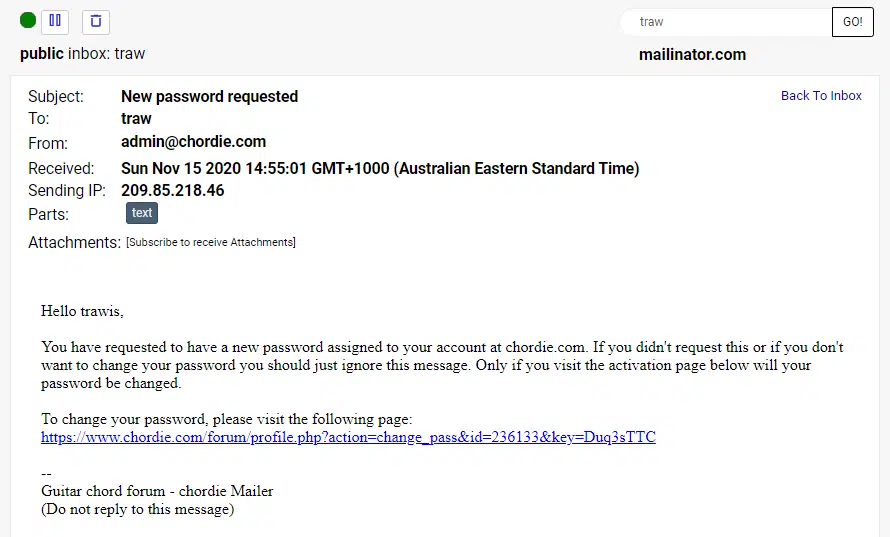 traw GO!
public inbox: traw mailinator.com
Subject: New password requested Back To Inbox
To: traw
From: admin@chordie.com
Received: Sun Nov 15 2020 14:55:01 GMT+1000 (Australian Eastern Standard Time)
Sending IP: 209.85.218.46
Parts: text
Attachments: [Subscribe to receive Attachments]
Hello trawis,
You have requested to have a new password assigned to your account at chordie.com. If you didn't request this or if you don't
want to change your password you should just ignore this message. Only if you visit the activation page below will your
password be changed.
To change your password, please visit the following page:
https://www.chordie.com/forum/profile.php?action=change_pass&id=236133&key=Duq3sTTC
--
Guitar chord forum - chordie Mailer
(Do not reply to this message)